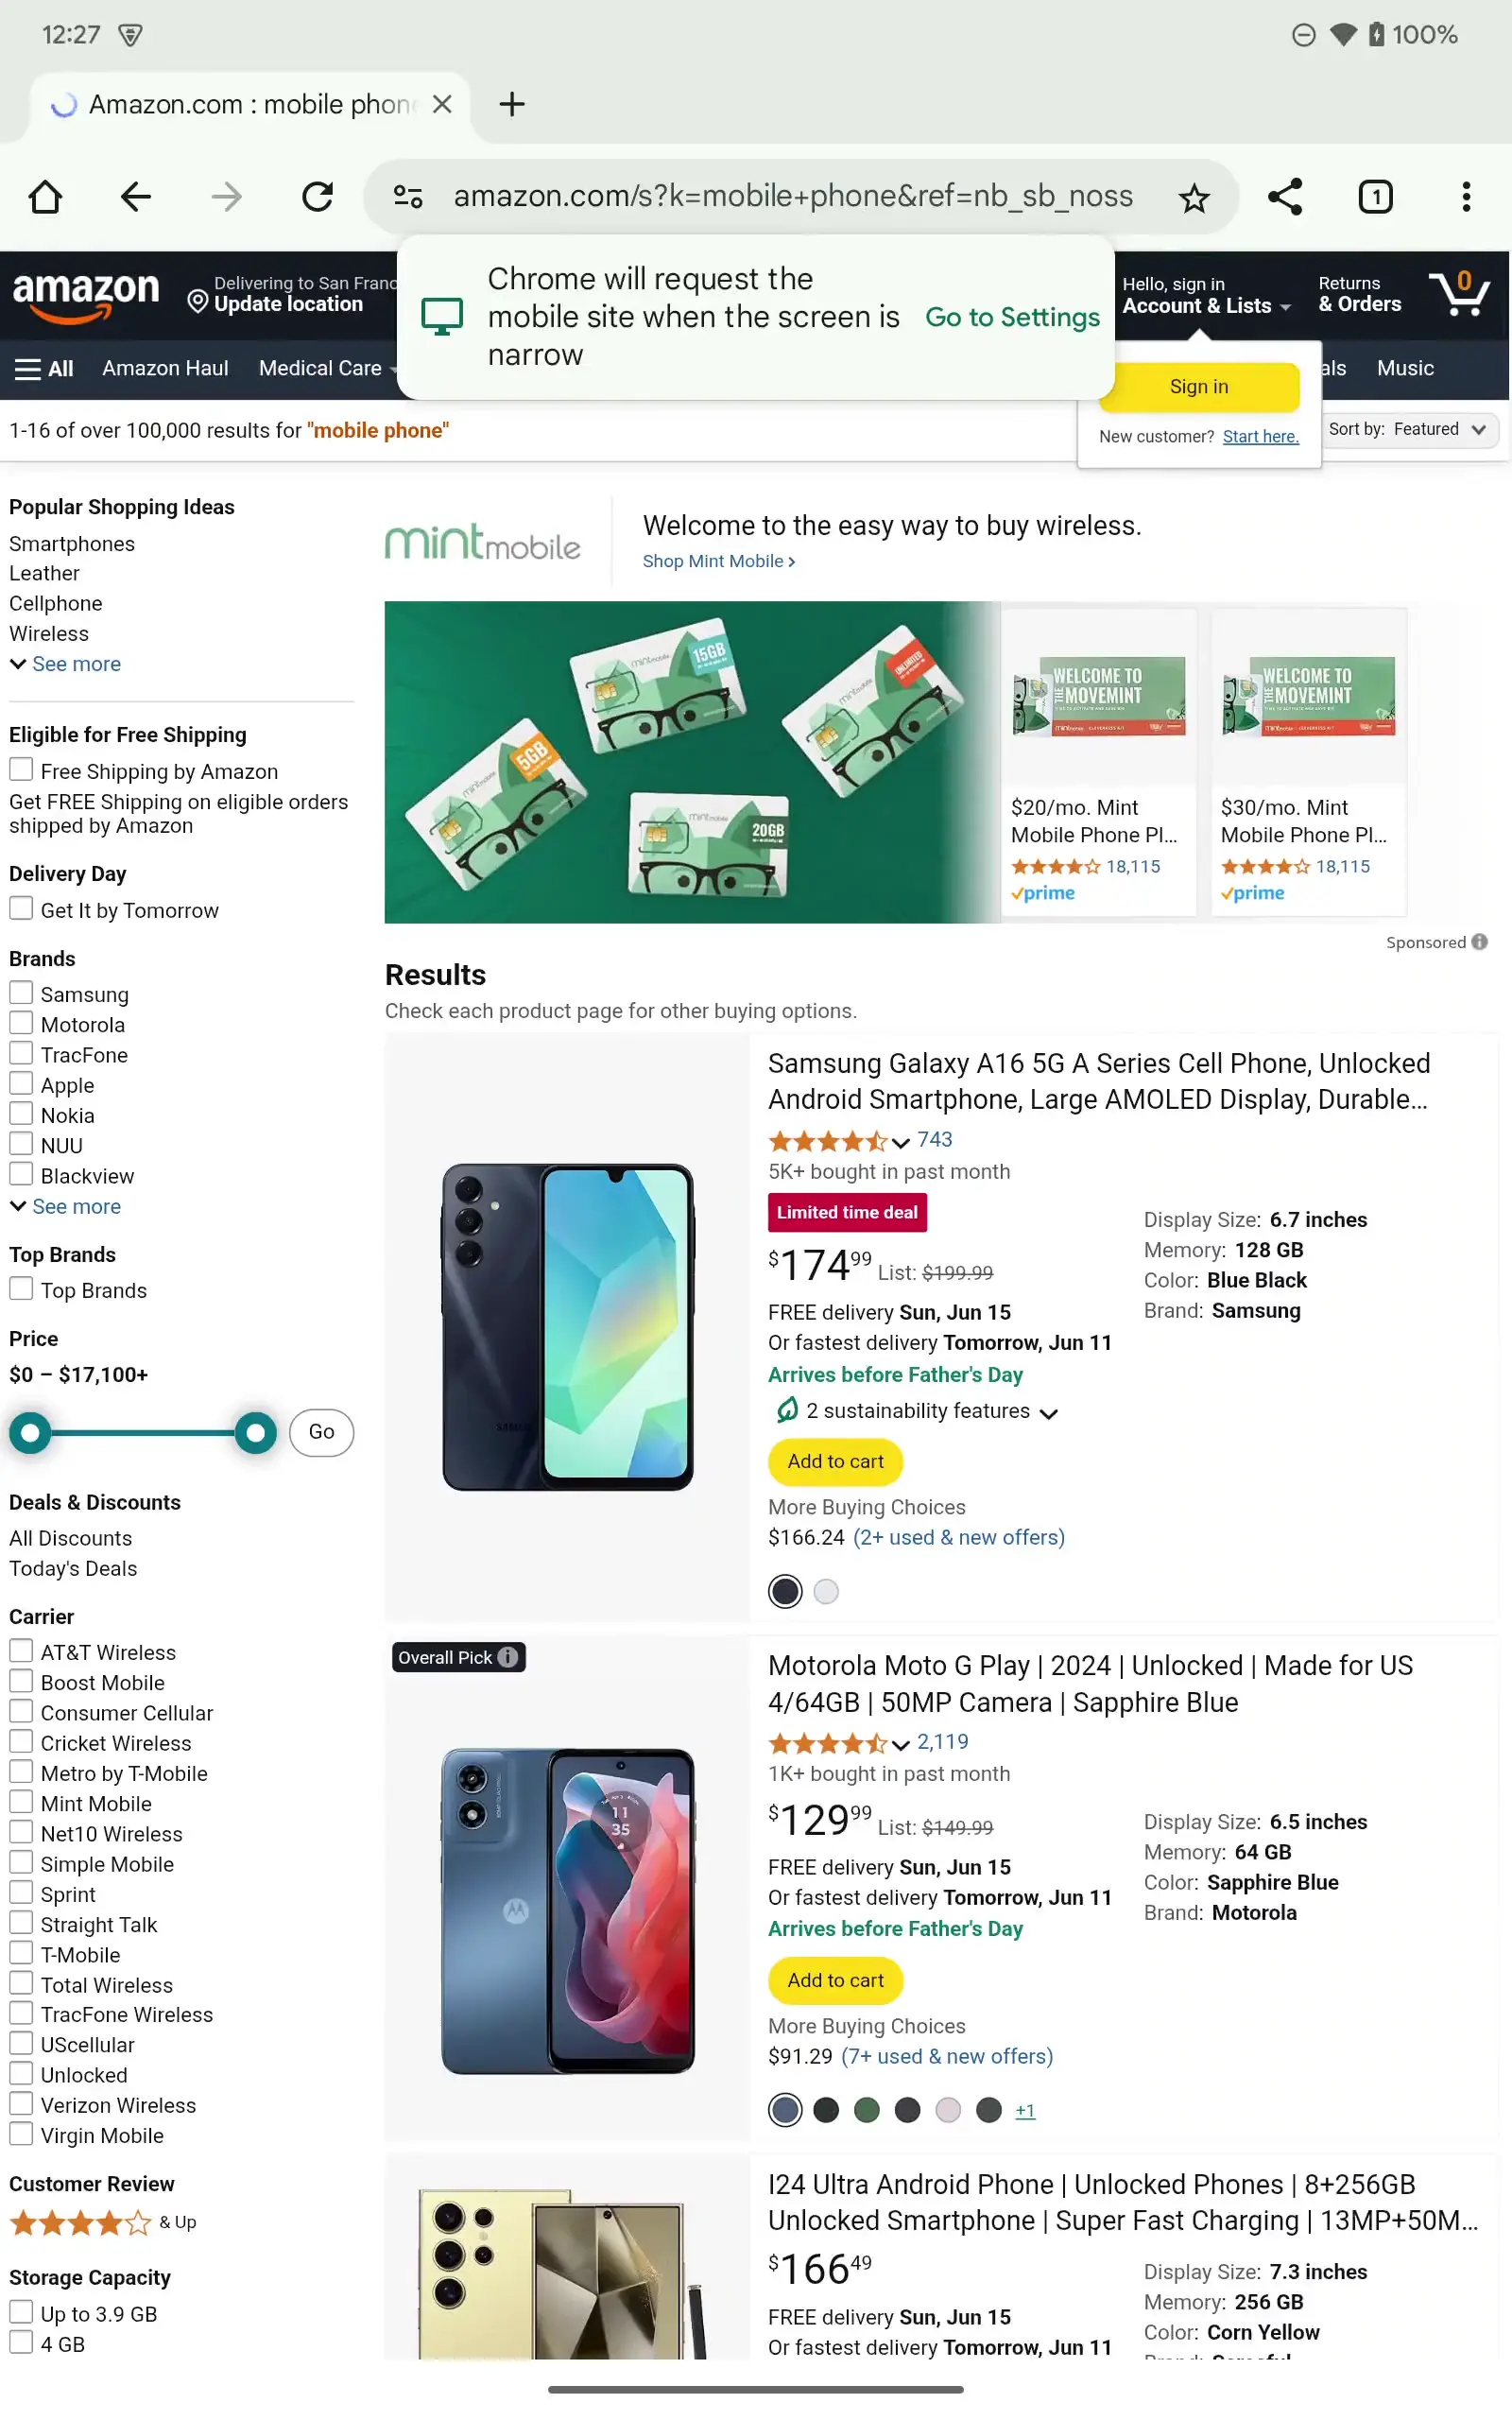 12:27
100%
Amazon.com : mobile phone
amazon.com/s?k=mobile+phone&ref=nb_sb_noss
1
Chrome will request the
mobile site when the screen is
narrow
Go to Settings
amazon
Delivering to San Franc
Update location
Hello, sign in
Account & Lists
Returns
& Orders
0
All
Amazon Haul
Medical Care
als
Music
Sign in
New customer? Start here.
1-16 of over 100,000 results for "mobile phone"
Sort by: Featured
Popular Shopping Ideas
Smartphones
Leather
Cellphone
Wireless
See more
Eligible for Free Shipping
Free Shipping by Amazon
Get FREE Shipping on eligible orders
shipped by Amazon
Delivery Day
Get It by Tomorrow
Brands
Samsung
Motorola
TracFone
Apple
Nokia
NUU
Blackview
See more
Top Brands
Top Brands
Price
$0 – $17,100+
Go
Deals & Discounts
All Discounts
Today's Deals
Carrier
AT&T Wireless
Boost Mobile
Consumer Cellular
Cricket Wireless
Metro by T-Mobile
Mint Mobile
Net10 Wireless
Simple Mobile
Sprint
Straight Talk
T-Mobile
Total Wireless
TracFone Wireless
UScellular
Unlocked
Verizon Wireless
Virgin Mobile
Customer Review
& Up
Storage Capacity
Up to 3.9 GB
4 GB
mint mobile
Welcome to the easy way to buy wireless.
Shop Mint Mobile ›
15GB
UNLIMITED
5GB
20GB
WELCOME TO
THE MOVEMINT
$20/mo. Mint
Mobile Phone Pl...
18,115
prime
WELCOME TO
THE MOVEMINT
$30/mo. Mint
Mobile Phone Pl...
18,115
prime
Sponsored
Results
Check each product page for other buying options.
Samsung Galaxy A16 5G A Series Cell Phone, Unlocked
Android Smartphone, Large AMOLED Display, Durable...
743
5K+ bought in past month
Limited time deal
$174.99 List: $199.99
FREE delivery Sun, Jun 15
Or fastest delivery Tomorrow, Jun 11
Arrives before Father's Day
2 sustainability features
Add to cart
More Buying Choices
$166.24 (2+ used & new offers)
Display Size: 6.7 inches
Memory: 128 GB
Color: Blue Black
Brand: Samsung
SAMSUNG
Overall Pick
Motorola Moto G Play | 2024 | Unlocked | Made for US
4/64GB | 50MP Camera | Sapphire Blue
2,119
1K+ bought in past month
$129.99 List: $149.99
FREE delivery Sun, Jun 15
Or fastest delivery Tomorrow, Jun 11
Arrives before Father's Day
Add to cart
More Buying Choices
$91.29 (7+ used & new offers)
+1
Display Size: 6.5 inches
Memory: 64 GB
Color: Sapphire Blue
Brand: Motorola
11
35
I24 Ultra Android Phone | Unlocked Phones | 8+256GB
Unlocked Smartphone | Super Fast Charging | 13MP+50M...
$166.49
FREE delivery Sun, Jun 15
Or fastest delivery Tomorrow, Jun 11
Display Size: 7.3 inches
Memory: 256 GB
Color: Corn Yellow